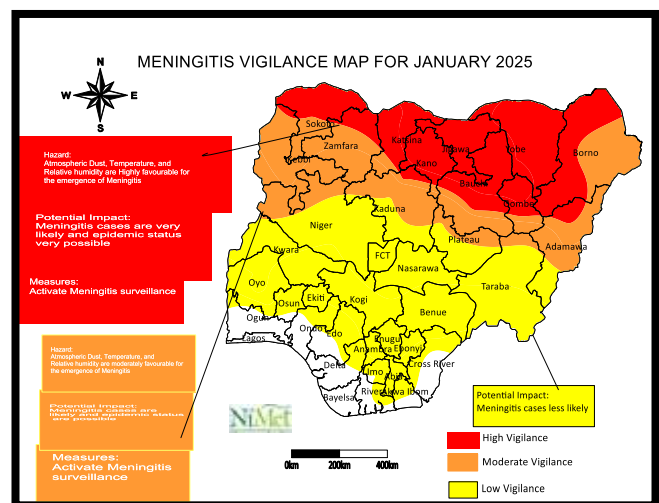 MENINGITIS VIGILANCE MAP FOR JANUARY 2025
N
W
E
S
Hazard:
Atmospheric Dust, Temperature, and
Relative humidity are Highly favourable for
the emergence of Meningitis
Potential Impact:
Meningitis cases are very
likely and epidemic status
very possible
Measures:
Activate Meningitis surveillance
Hazard:
Atmospheric Dust, Temperature, and
Relative humidity are moderately favourable for
the emergence of Meningitis
Potential Impact:
Meningitis cases are
likely and epidemic status
are possible
Measures:
Activate Meningitis
surveillance
Sokoto
Zamfara
Kebbi
Katsina
Kano
Jigawa
Yobe
Borno
Bauchi
Gombe
Kaduna
Niger
Plateau
Adamawa
Kwara
FCT
Nasarawa
Taraba
Oyo
Osun
Ekiti
Kogi
Benue
Ogun
Ondo
Edo
Enugu
Anambra
Ebonyi
Lagos
Delta
Imo
Abia
Cross River
Bayelsa
Rivers
Akwa Ibom
NiMet
0km
200km
400km
Potential Impact:
Meningitis cases less likely
High Vigilance
Moderate Vigilance
Low Vigilance